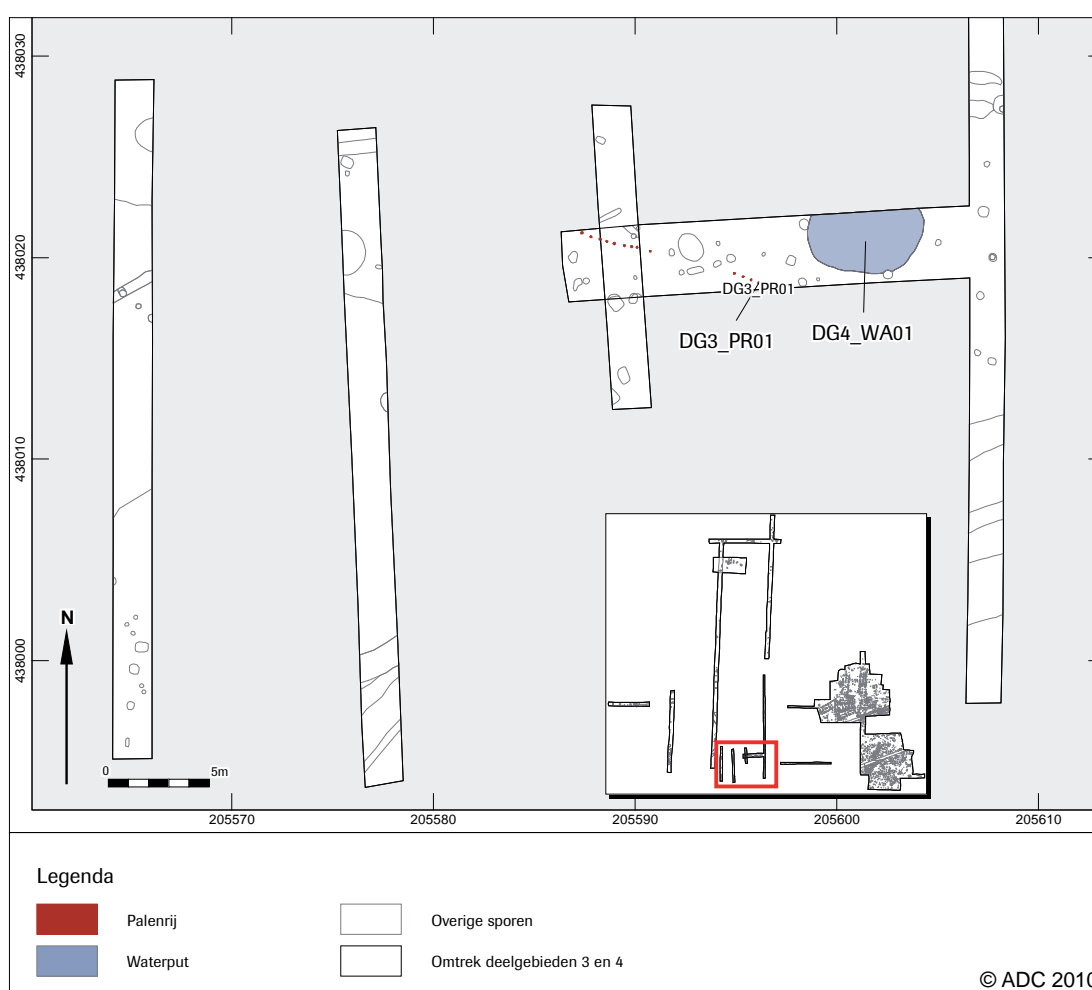 438030
438020
438010
438000
DG3_PR01
DG3_PR01
DG4_WA01
N
0 5m
205570 205580 205590 205600 205610
Legenda
Palenrij
Overige sporen
Waterput
Omtrek deelgebieden 3 en 4
© ADC 2010